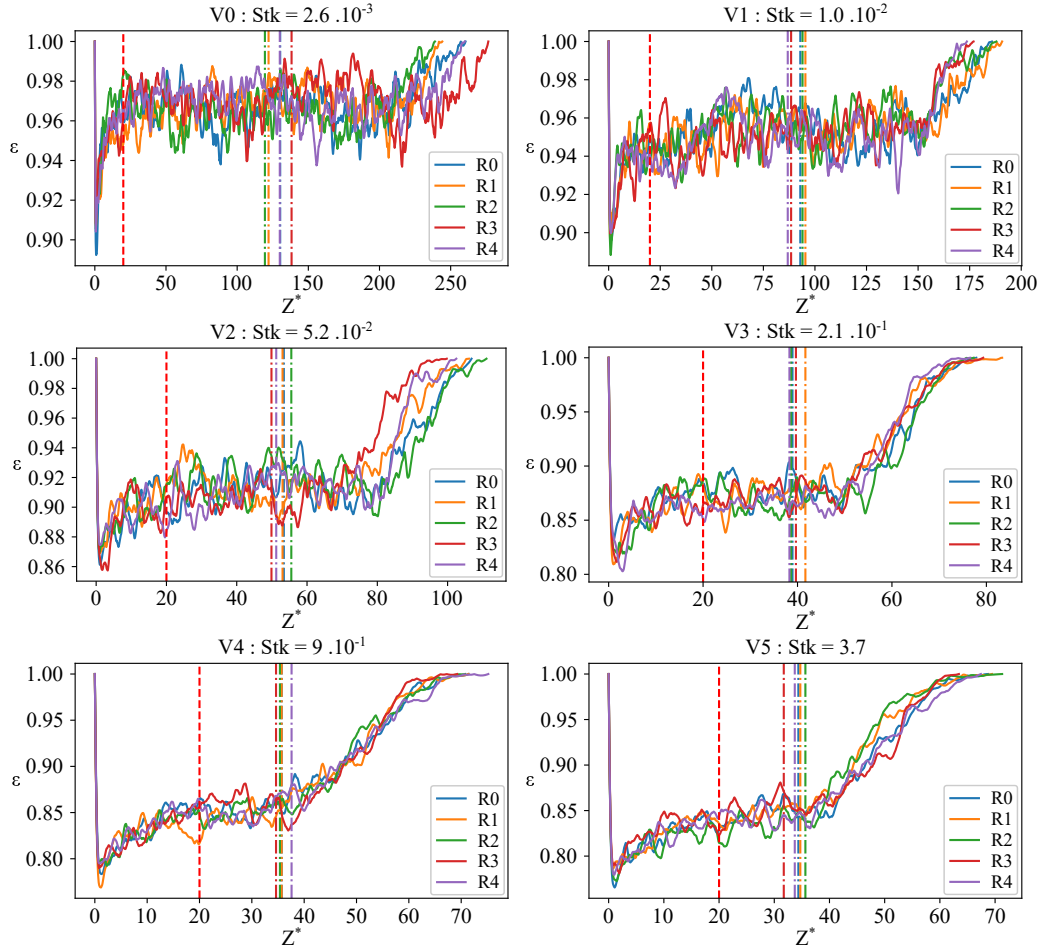 V0 : Stk = 2.6 .10⁻³
1.00
0.98
0.96
0.94
0.92
0.90
ε
0 50 100 150 200 250
Z*
R0
R1
R2
R3
R4
V1 : Stk = 1.0 .10⁻²
1.00
0.98
0.96
0.94
0.92
0.90
ε
0 25 50 75 100 125 150 175 200
Z*
R0
R1
R2
R3
R4
V2 : Stk = 5.2 .10⁻²
1.00
0.98
0.96
0.94
0.92
0.90
0.88
0.86
ε
0 20 40 60 80 100
Z*
R0
R1
R2
R3
R4
V3 : Stk = 2.1 .10⁻¹
1.00
0.95
0.90
0.85
0.80
ε
0 20 40 60 80
Z*
R0
R1
R2
R3
R4
V4 : Stk = 9 .10⁻¹
1.00
0.95
0.90
0.85
0.80
ε
0 10 20 30 40 50 60 70
Z*
R0
R1
R2
R3
R4
V5 : Stk = 3.7
1.00
0.95
0.90
0.85
0.80
ε
0 10 20 30 40 50 60 70
Z*
R0
R1
R2
R3
R4